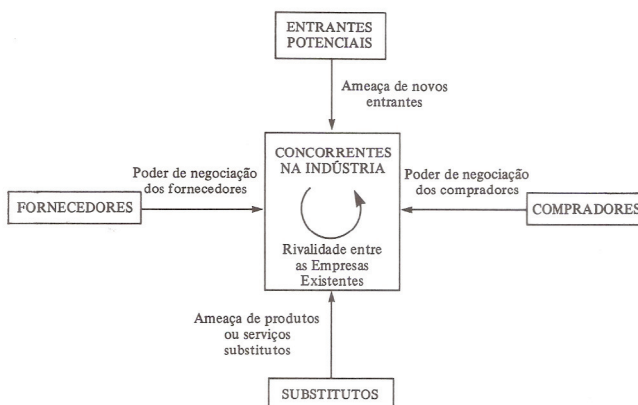 ENTRANTES
POTENCIAIS
Ameaça de novos
entrantes
CONCORRENTES
NA INDÚSTRIA
Poder de negociação
dos fornecedores
Poder de negociação
dos compradores
FORNECEDORES
COMPRADORES
Rivalidade entre
as Empresas
Existentes
Ameaça de produtos
ou serviços
substitutos
SUBSTITUTOS